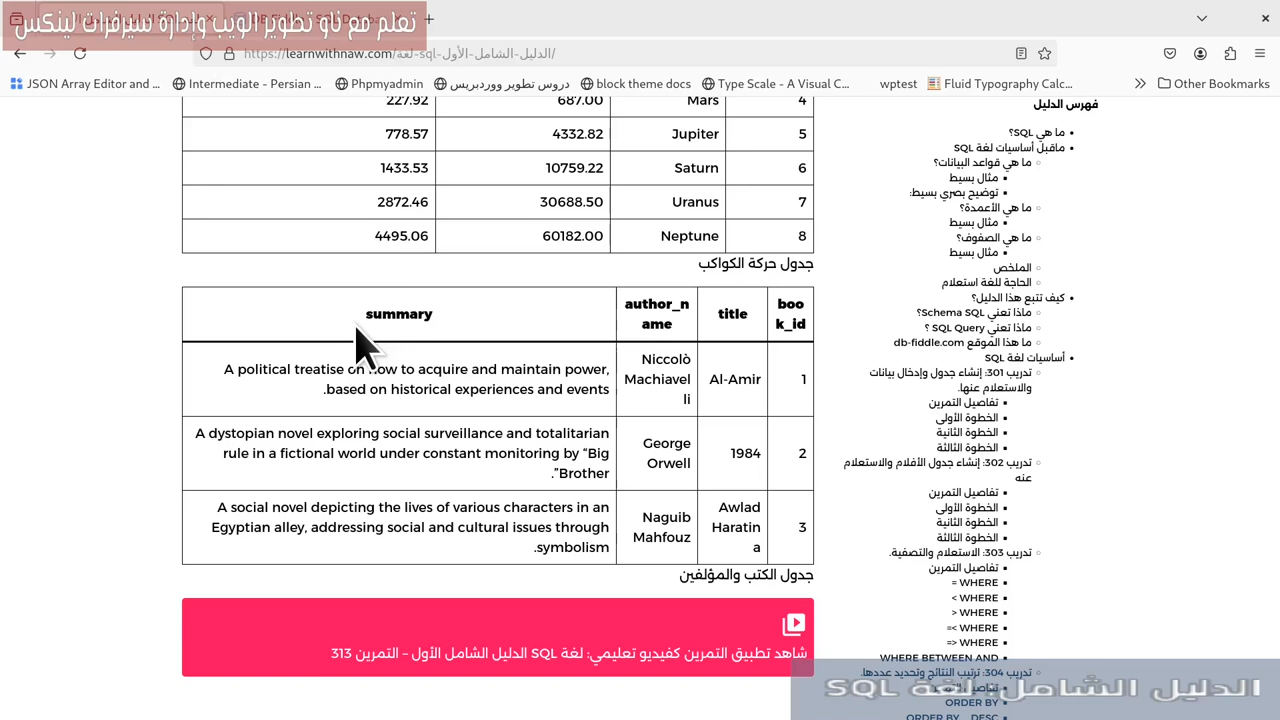 تعلم مع ناو تطوير الويب وإدارة سيرفرات لينكس
https://learnwithnaw.com/الدليل-الشامل-الأول-sql-لغة/
JSON Array Editor and ...
Intermediate - Persian ...
Phpmyadmin
دروس تطوير ووردبريس
block theme docs
Type Scale - A Visual C...
wptest
Fluid Typography Calc...
Other Bookmarks
4 Mars 687.00 227.92
5 Jupiter 4332.82 778.57
6 Saturn 10759.22 1433.53
7 Uranus 30688.50 2872.46
8 Neptune 60182.00 4495.06
جدول حركة الكواكب
boo
k_id
title
author_n
ame
summary
1
Al-Amir
Niccolò
Machiavel
li
A political treatise on how to acquire and maintain power,
.based on historical experiences and events
2
1984
George
Orwell
A dystopian novel exploring social surveillance and totalitarian
rule in a fictional world under constant monitoring by “Big
.”Brother
3
Awlad
Haratin
a
Naguib
Mahfouz
A social novel depicting the lives of various characters in an
Egyptian alley, addressing social and cultural issues through
.symbolism
جدول الكتب والمؤلفين
شاهد تطبيق التمرين كفيديو تعليمي: لغة SQL الدليل الشامل الأول – التمرين 313
فهرس الدليل
ما هي SQL؟
ماقبل أساسيات لغة SQL
ما هي قواعد البيانات؟
مثال بسيط
توضيح بصري بسيط:
ما هي الأعمدة؟
مثال بسيط
ما هي الصفوف؟
مثال بسيط
الملخص
الحاجة للغة استعلام
كيف تتبع هذا الدليل؟
ماذا تعني Schema SQL؟
ماذا تعني SQL Query ؟
ما هذا الموقع db-fiddle.com
أساسيات لغة SQL
تدريب 301: إنشاء جدول وإدخال بيانات
والاستعلام عنها.
تفاصيل التمرين
الخطوة الأولى
الخطوة الثانية
الخطوة الثالثة
تدريب 302: إنشاء جدول الأفلام والاستعلام
عنه
تفاصيل التمرين
الخطوة الأولى
الخطوة الثانية
الخطوة الثالثة
تدريب 303: الاستعلام والتصفية.
تفاصيل التمرين
= WHERE
< WHERE
> WHERE
=< WHERE
=> WHERE
WHERE BETWEEN AND
تدريب 304: ترتيب النتائج وتحديد عددها.
ORDER BY
ORDER BY DESC
الدليل الشامل: لغة SQL